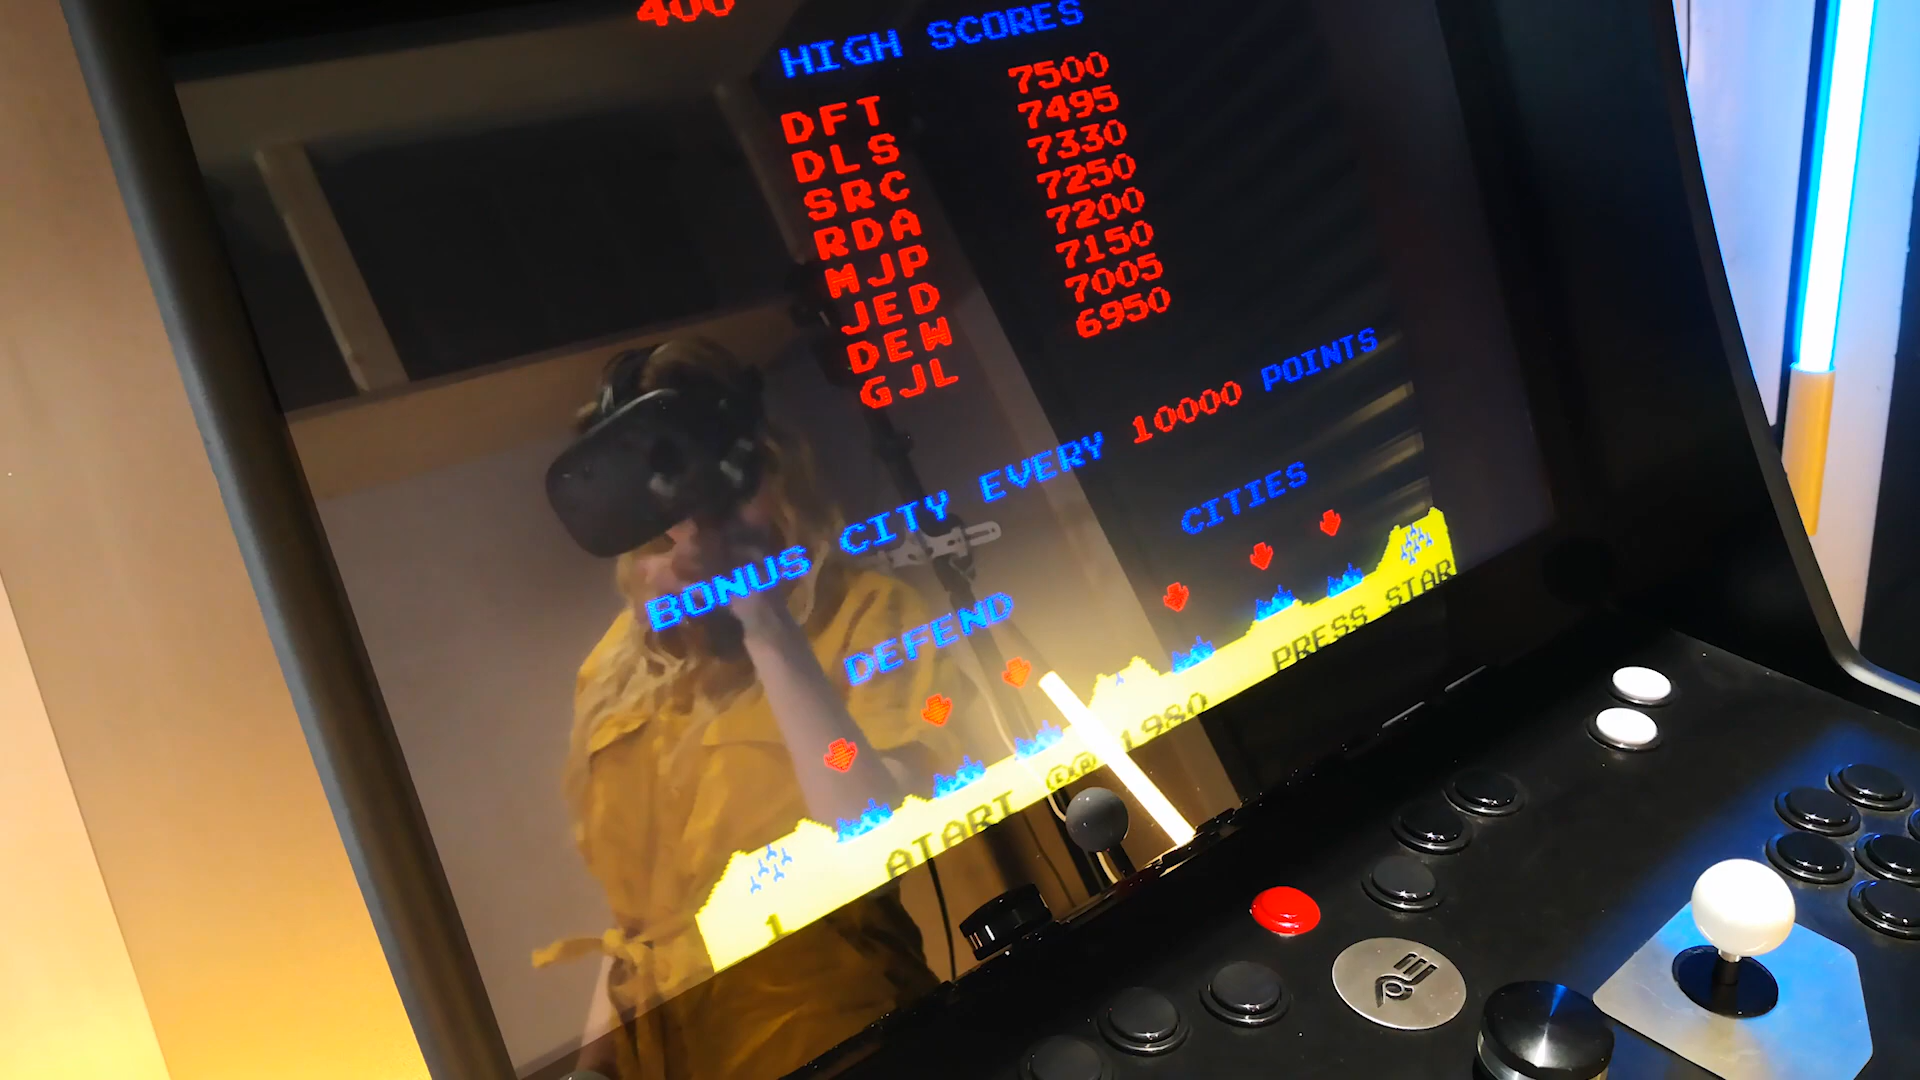 400
HIGH SCORES
DFT 7500
DLS 7495
SRC 7330
RDA 7250
MJP 7200
JED 7150
DEW 7005
GJL 6950
BONUS CITY EVERY 10000 POINTS
DEFEND CITIES
1 ATARI ©℗ 1980 PRESS STAR